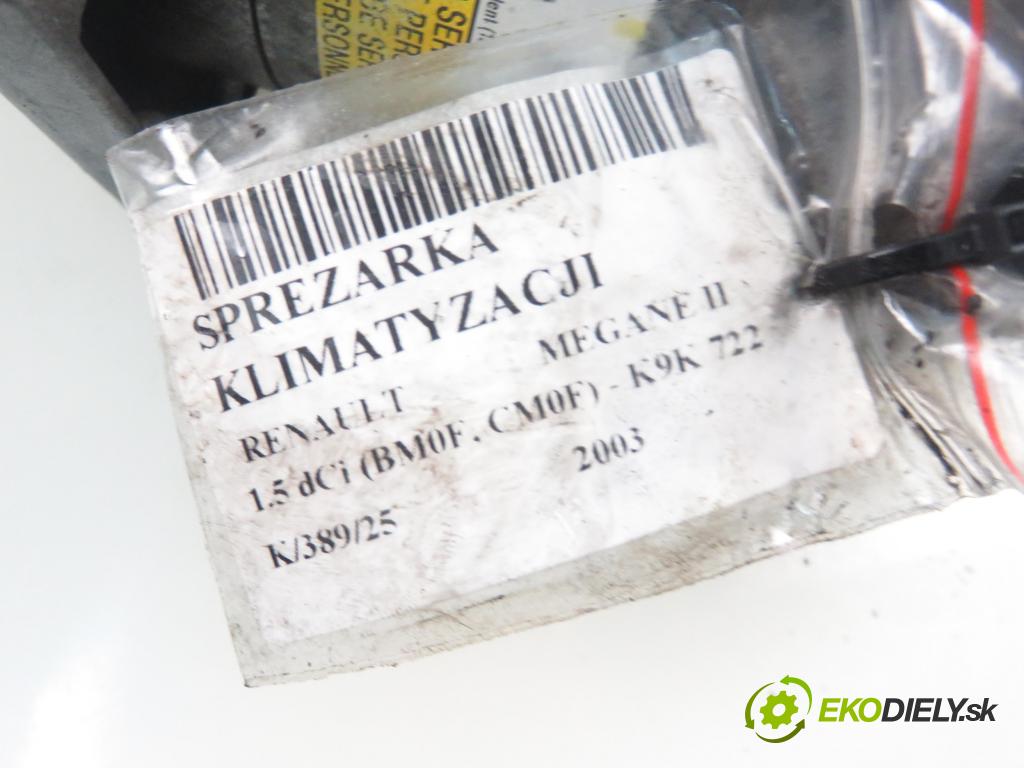 SPREZARKA
KLIMATYZACJI
RENAULT MEGANE II
1.5 dCi (BM0F, CM0F) - K9K 722
2003
K/389/25
EKODIELY.sk